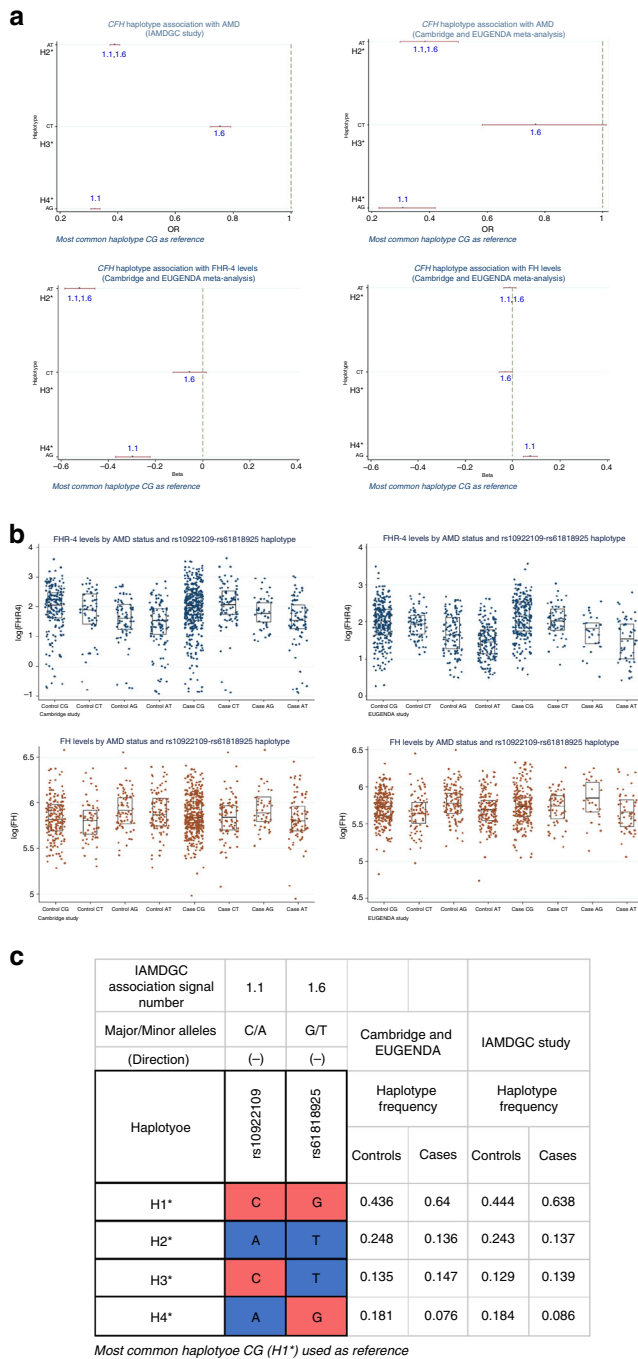 a
CFH haplotype association with AMD
(IAMDGC study)
AT
H2*
1.1,1.6
Haplotype
CT
1.6
H3*
H4*
1.1
AG
0.2 0.4 0.6 0.8 1
OR
Most common haplotype CG as reference
CFH haplotype association with AMD
(Cambridge and EUGENDA meta-analysis)
AT
H2*
1.1,1.6
Haplotype
CT
1.6
H3*
H4*
1.1
AG
0.2 0.4 0.6 0.8 1
OR
Most common haplotype CG as reference
CFH haplotype association with FHR-4 levels
(Cambridge and EUGENDA meta-analysis)
AT
H2*
1.1,1.6
Haplotype
CT
1.6
H3*
H4*
1.1
AG
−0.6 −0.4 −0.2 0 0.2 0.4
Beta
Most common haplotype CG as reference
CFH haplotype association with FH levels
(Cambridge and EUGENDA meta-analysis)
AT
H2*
1.1,1.6
Haplotype
CT
1.6
H3*
H4*
1.1
AG
−0.6 −0.4 −0.2 0 0.2 0.4
Beta
Most common haplotype CG as reference
b
FHR-4 levels by AMD status and rs10922109-rs61818925 haplotype
4
3
2
1
0
−1
log(FHR4)
Control CG Control CT Control AG Control AT Case CG Case CT Case AG Case AT
Cambridge study
FHR-4 levels by AMD status and rs10922109-rs61818925 haplotype
4
3
2
1
0
log(FHR4)
Control CG Control CT Control AG Control AT Case CG Case CT Case AG Case AT
EUGENDA study
FH levels by AMD status and rs10922109-rs61818925 haplotype
6.5
6
5.5
5
log(FH)
Control CG Control CT Control AG Control AT Case CG Case CT Case AG Case AT
Cambridge study
FH levels by AMD status and rs10922109-rs61818925 haplotype
6.5
6
5.5
5
4.5
log(FH)
Control CG Control CT Control AG Control AT Case CG Case CT Case AG Case AT
EUGENDA study
c
IAMDGC association signal number 1.1 1.6
Major/Minor alleles C/A G/T Cambridge and EUGENDA IAMDGC study
(Direction) (–) (–)
Haplotyoe rs10922109 rs61818925 Haplotype frequency Haplotype frequency
Controls Cases Controls Cases
H1* C G 0.436 0.64 0.444 0.638
H2* A T 0.248 0.136 0.243 0.137
H3* C T 0.135 0.147 0.129 0.139
H4* A G 0.181 0.076 0.184 0.086
Most common haplotyoe CG (H1*) used as reference